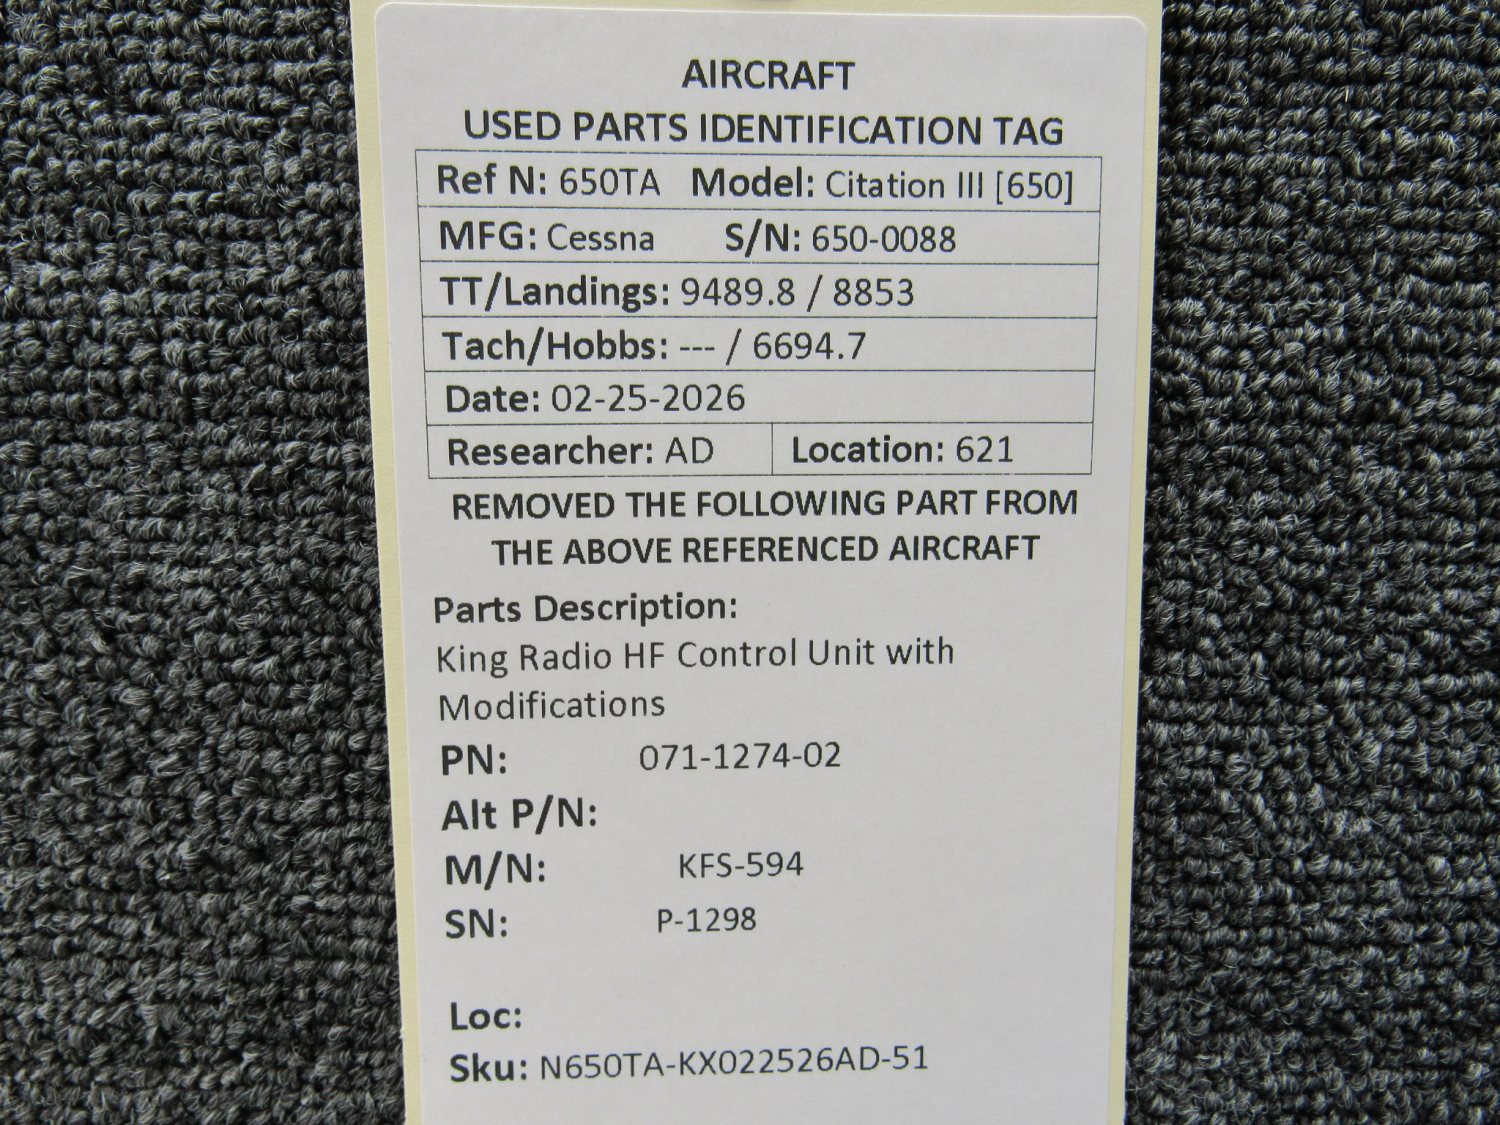 AIRCRAFT
USED PARTS IDENTIFICATION TAG
Ref N: 650TA Model: Citation III [650]
MFG: Cessna S/N: 650-0088
TT/Landings: 9489.8 / 8853
Tach/Hobbs: --- / 6694.7
Date: 02-25-2026
Researcher: AD Location: 621
REMOVED THE FOLLOWING PART FROM
THE ABOVE REFERENCED AIRCRAFT
Parts Description:
King Radio HF Control Unit with
Modifications
PN: 071-1274-02
Alt P/N:
M/N: KFS-594
SN: P-1298
Loc:
Sku: N650TA-KX022526AD-51